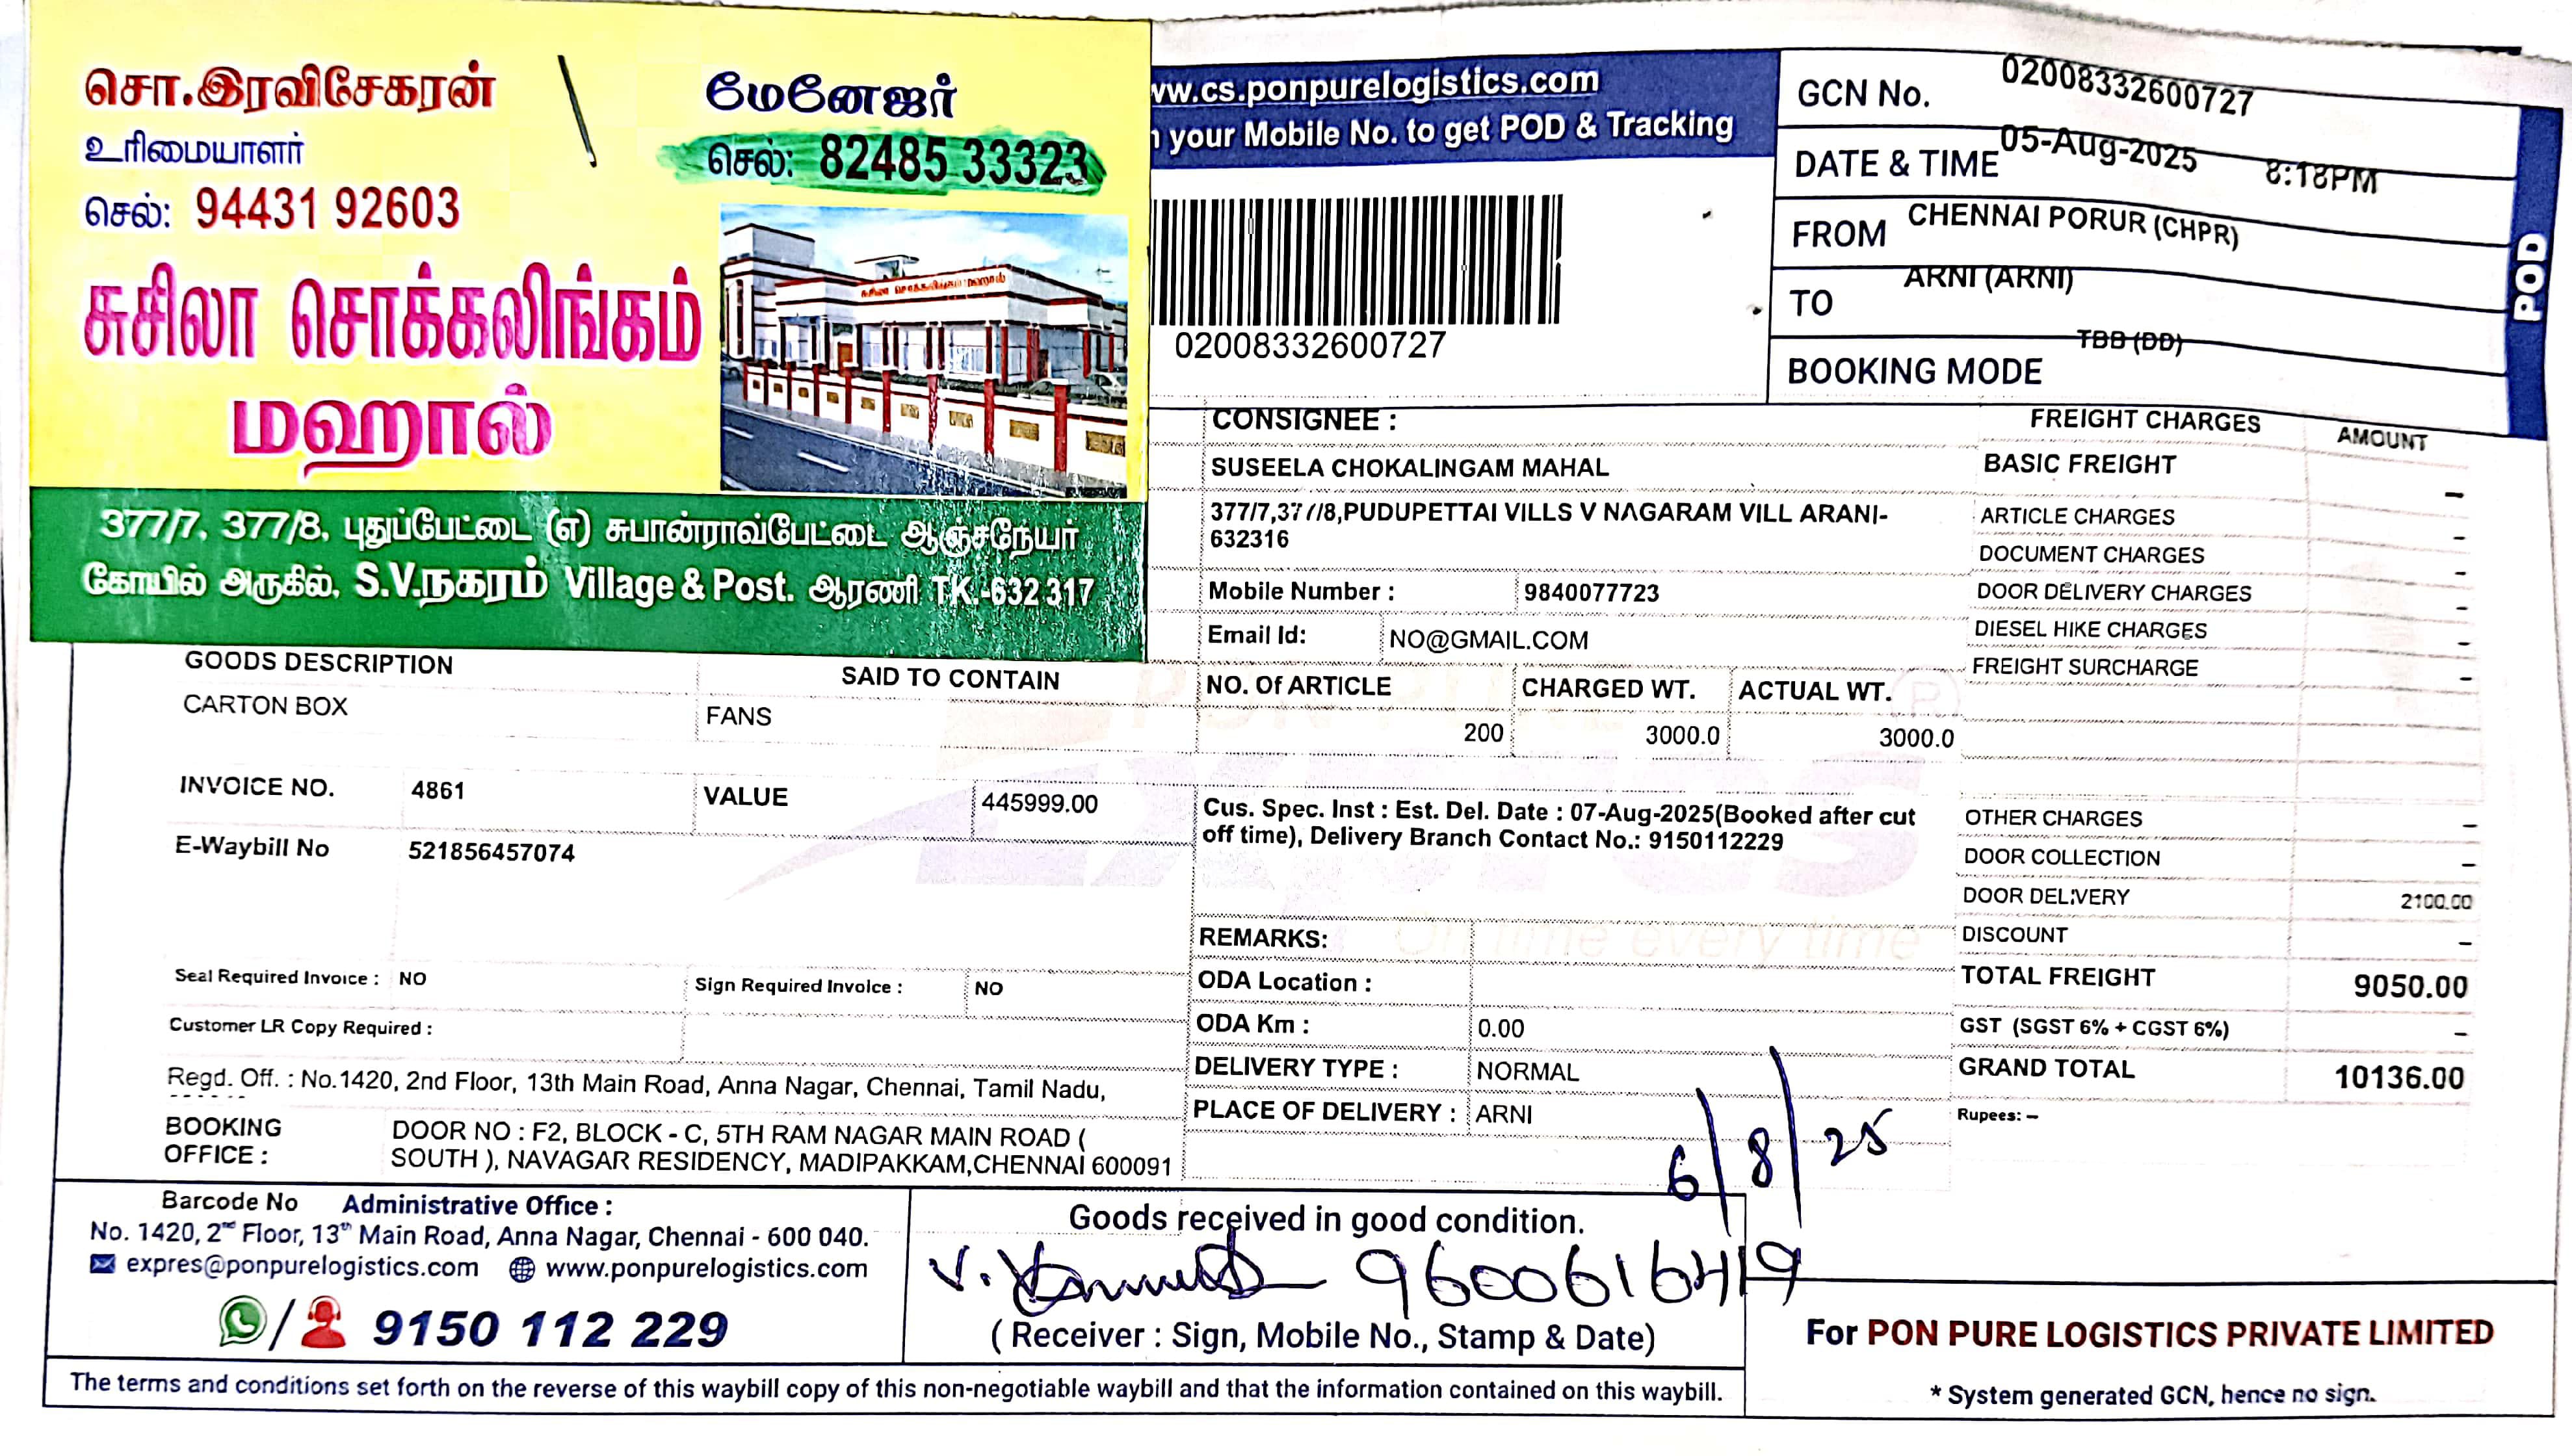 சொ.இரவிசேகரன்
உரிமையாளர்
செல்: 94431 92603
மேனேஜர்
செல்: 82485 33323
சுசிலா சொக்கலிங்கம்
மஹால்
சுசிலா சொக்கலிங்கம் மஹால்
377/7, 377/8, புதுப்பேட்டை (எ) சுபான்ராவ்பேட்டை ஆஞ்சநேயர்
கோயில் அருகில், S.V.நகரம் Village & Post. ஆரணி TK.-632 317
ww.cs.ponpurelogistics.com
your Mobile No. to get POD & Tracking
02008332600727
GCN No. 02008332600727
DATE & TIME 05-Aug-2025 8:18PM
FROM CHENNAI PORUR (CHPR)
TO ARNI (ARNI)
BOOKING MODE TBB (DD)
POD
CONSIGNEE :
SUSEELA CHOKALINGAM MAHAL
377/7,377/8,PUDUPETTAI VILLS V NAGARAM VILL ARANI-
632316
Mobile Number : 9840077723
Email Id: NO@GMAIL.COM
FREIGHT CHARGES AMOUNT
BASIC FREIGHT –
ARTICLE CHARGES –
DOCUMENT CHARGES –
DOOR DELIVERY CHARGES –
DIESEL HIKE CHARGES –
FREIGHT SURCHARGE –
GOODS DESCRIPTION SAID TO CONTAIN NO. Of ARTICLE CHARGED WT. ACTUAL WT.
CARTON BOX FANS 200 3000.0 3000.0
INVOICE NO. 4861 VALUE 445999.00
E-Waybill No 521856457074
Cus. Spec. Inst : Est. Del. Date : 07-Aug-2025(Booked after cut
off time), Delivery Branch Contact No.: 9150112229
OTHER CHARGES –
DOOR COLLECTION –
DOOR DELIVERY 2100.00
DISCOUNT –
TOTAL FREIGHT 9050.00
GST (SGST 6% + CGST 6%) –
GRAND TOTAL 10136.00
Rupees: –
REMARKS:
On time every time
ODA Location :
ODA Km : 0.00
DELIVERY TYPE : NORMAL
PLACE OF DELIVERY : ARNI
Seal Required Invoice : NO Sign Required Invoice : NO
Customer LR Copy Required :
Regd. Off. : No.1420, 2nd Floor, 13th Main Road, Anna Nagar, Chennai, Tamil Nadu,
BOOKING OFFICE : DOOR NO : F2, BLOCK - C, 5TH RAM NAGAR MAIN ROAD (
SOUTH ), NAVAGAR RESIDENCY, MADIPAKKAM,CHENNAI 600091
6/8/25
Barcode No Administrative Office :
No. 1420, 2nd Floor, 13th Main Road, Anna Nagar, Chennai - 600 040.
expres@ponpurelogistics.com www.ponpurelogistics.com
9150 112 229
Goods received in good condition.
9600616419
( Receiver : Sign, Mobile No., Stamp & Date)
For PON PURE LOGISTICS PRIVATE LIMITED
* System generated GCN, hence no sign.
The terms and conditions set forth on the reverse of this waybill copy of this non-negotiable waybill and that the information contained on this waybill.